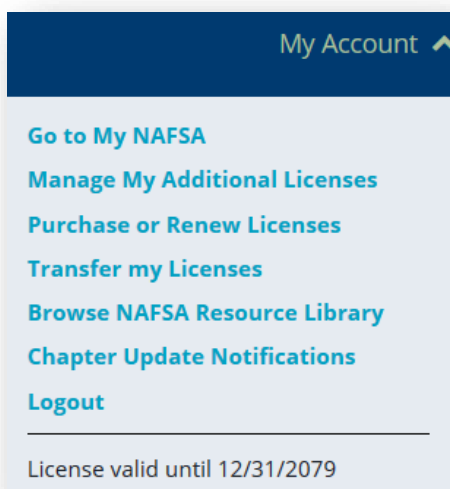 My Account
Go to My NAFSA
Manage My Additional Licenses
Purchase or Renew Licenses
Transfer my Licenses
Browse NAFSA Resource Library
Chapter Update Notifications
Logout
License valid until 12/31/2079